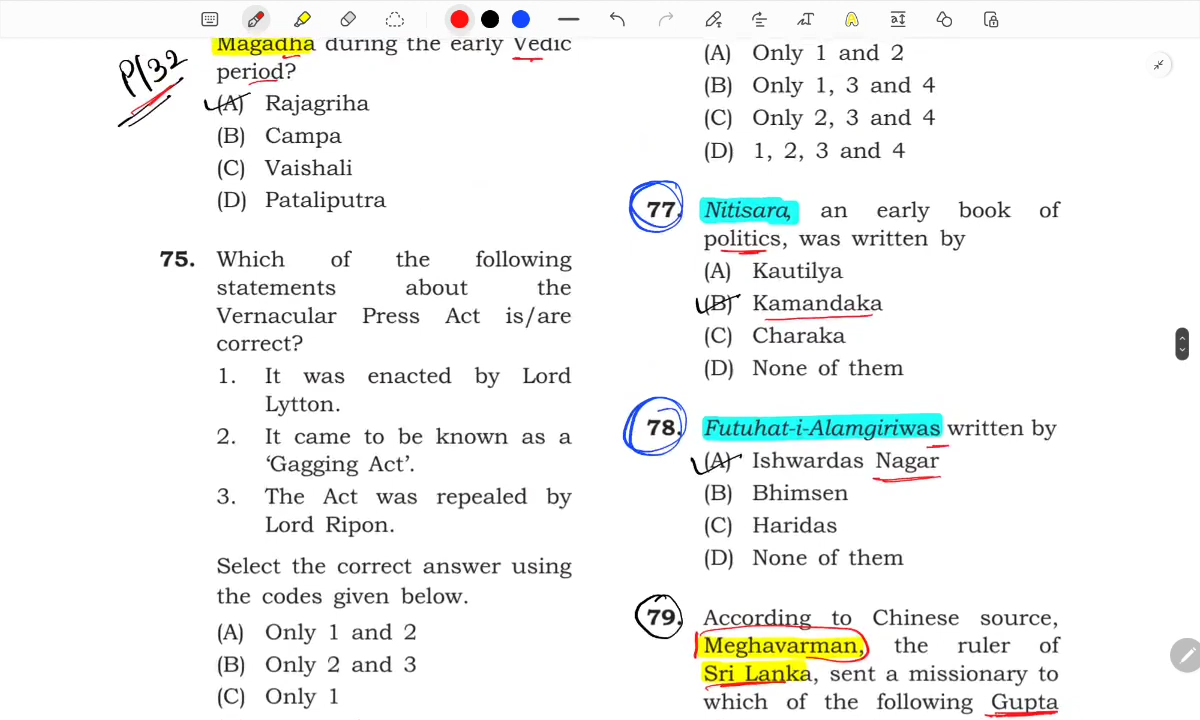 P/32
Magadha during the early Vedic
period?
(A) Rajagriha
(B) Campa
(C) Vaishali
(D) Pataliputra
75. Which of the following
statements about the
Vernacular Press Act is/are
correct?
1. It was enacted by Lord
Lytton.
2. It came to be known as a
‘Gagging Act’.
3. The Act was repealed by
Lord Ripon.
Select the correct answer using
the codes given below.
(A) Only 1 and 2
(B) Only 2 and 3
(C) Only 1
(A) Only 1 and 2
(B) Only 1, 3 and 4
(C) Only 2, 3 and 4
(D) 1, 2, 3 and 4
77. Nitisara, an early book of
politics, was written by
(A) Kautilya
(B) Kamandaka
(C) Charaka
(D) None of them
78. Futuhat-i-Alamgiriwas written by
(A) Ishwardas Nagar
(B) Bhimsen
(C) Haridas
(D) None of them
79. According to Chinese source,
Meghavarman, the ruler of
Sri Lanka, sent a missionary to
which of the following Gupta